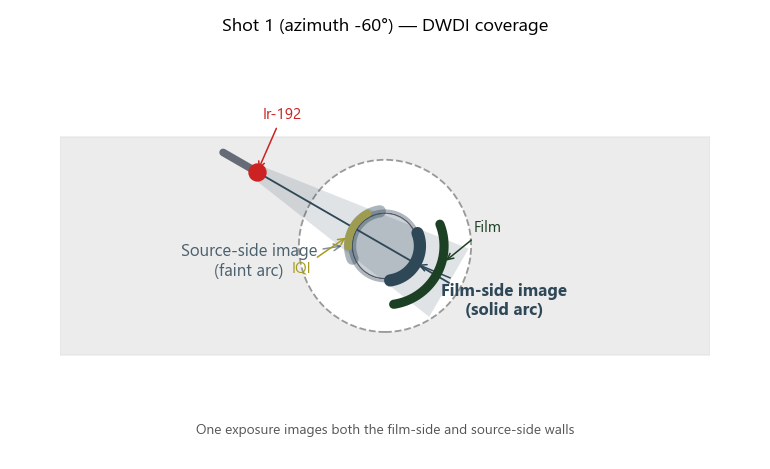 Shot 1 (azimuth -60°) — DWDI coverage
Ir-192
Film
Source-side image
(faint arc)
IQI
Film-side image
(solid arc)
One exposure images both the film-side and source-side walls